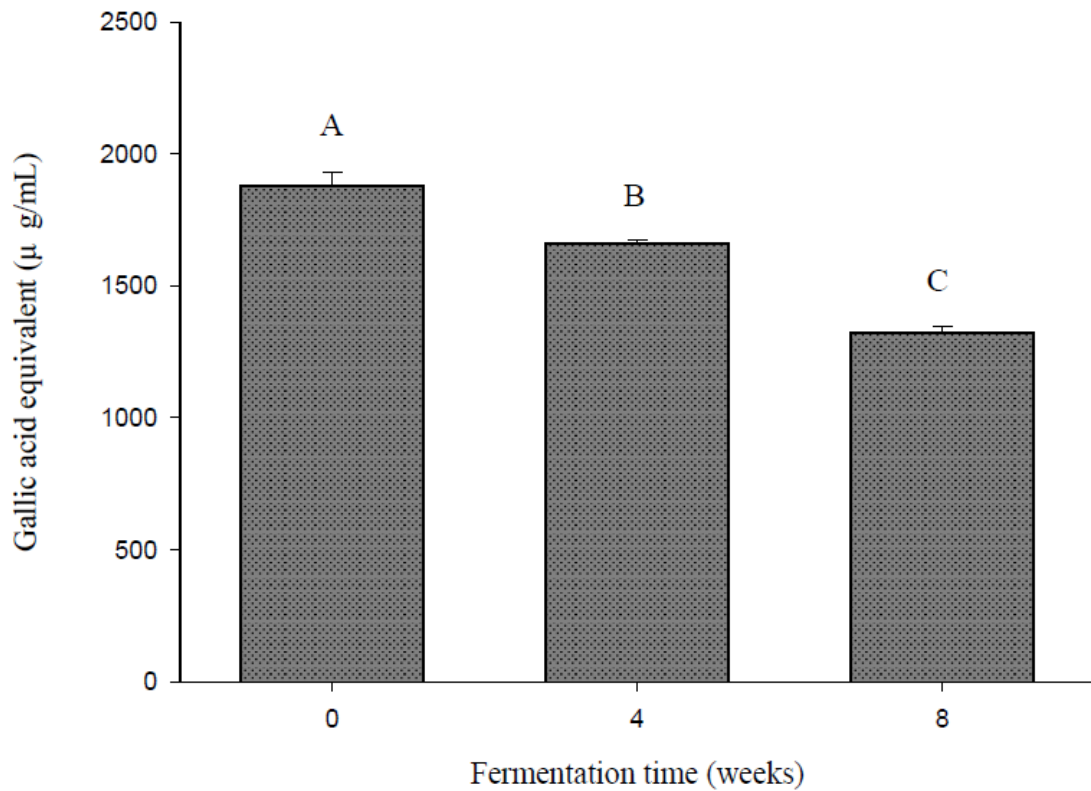 2500
2000
1500
1000
500
0
Gallic acid equivalent (μ g/mL)
A
B
C
0
4
8
Fermentation time (weeks)